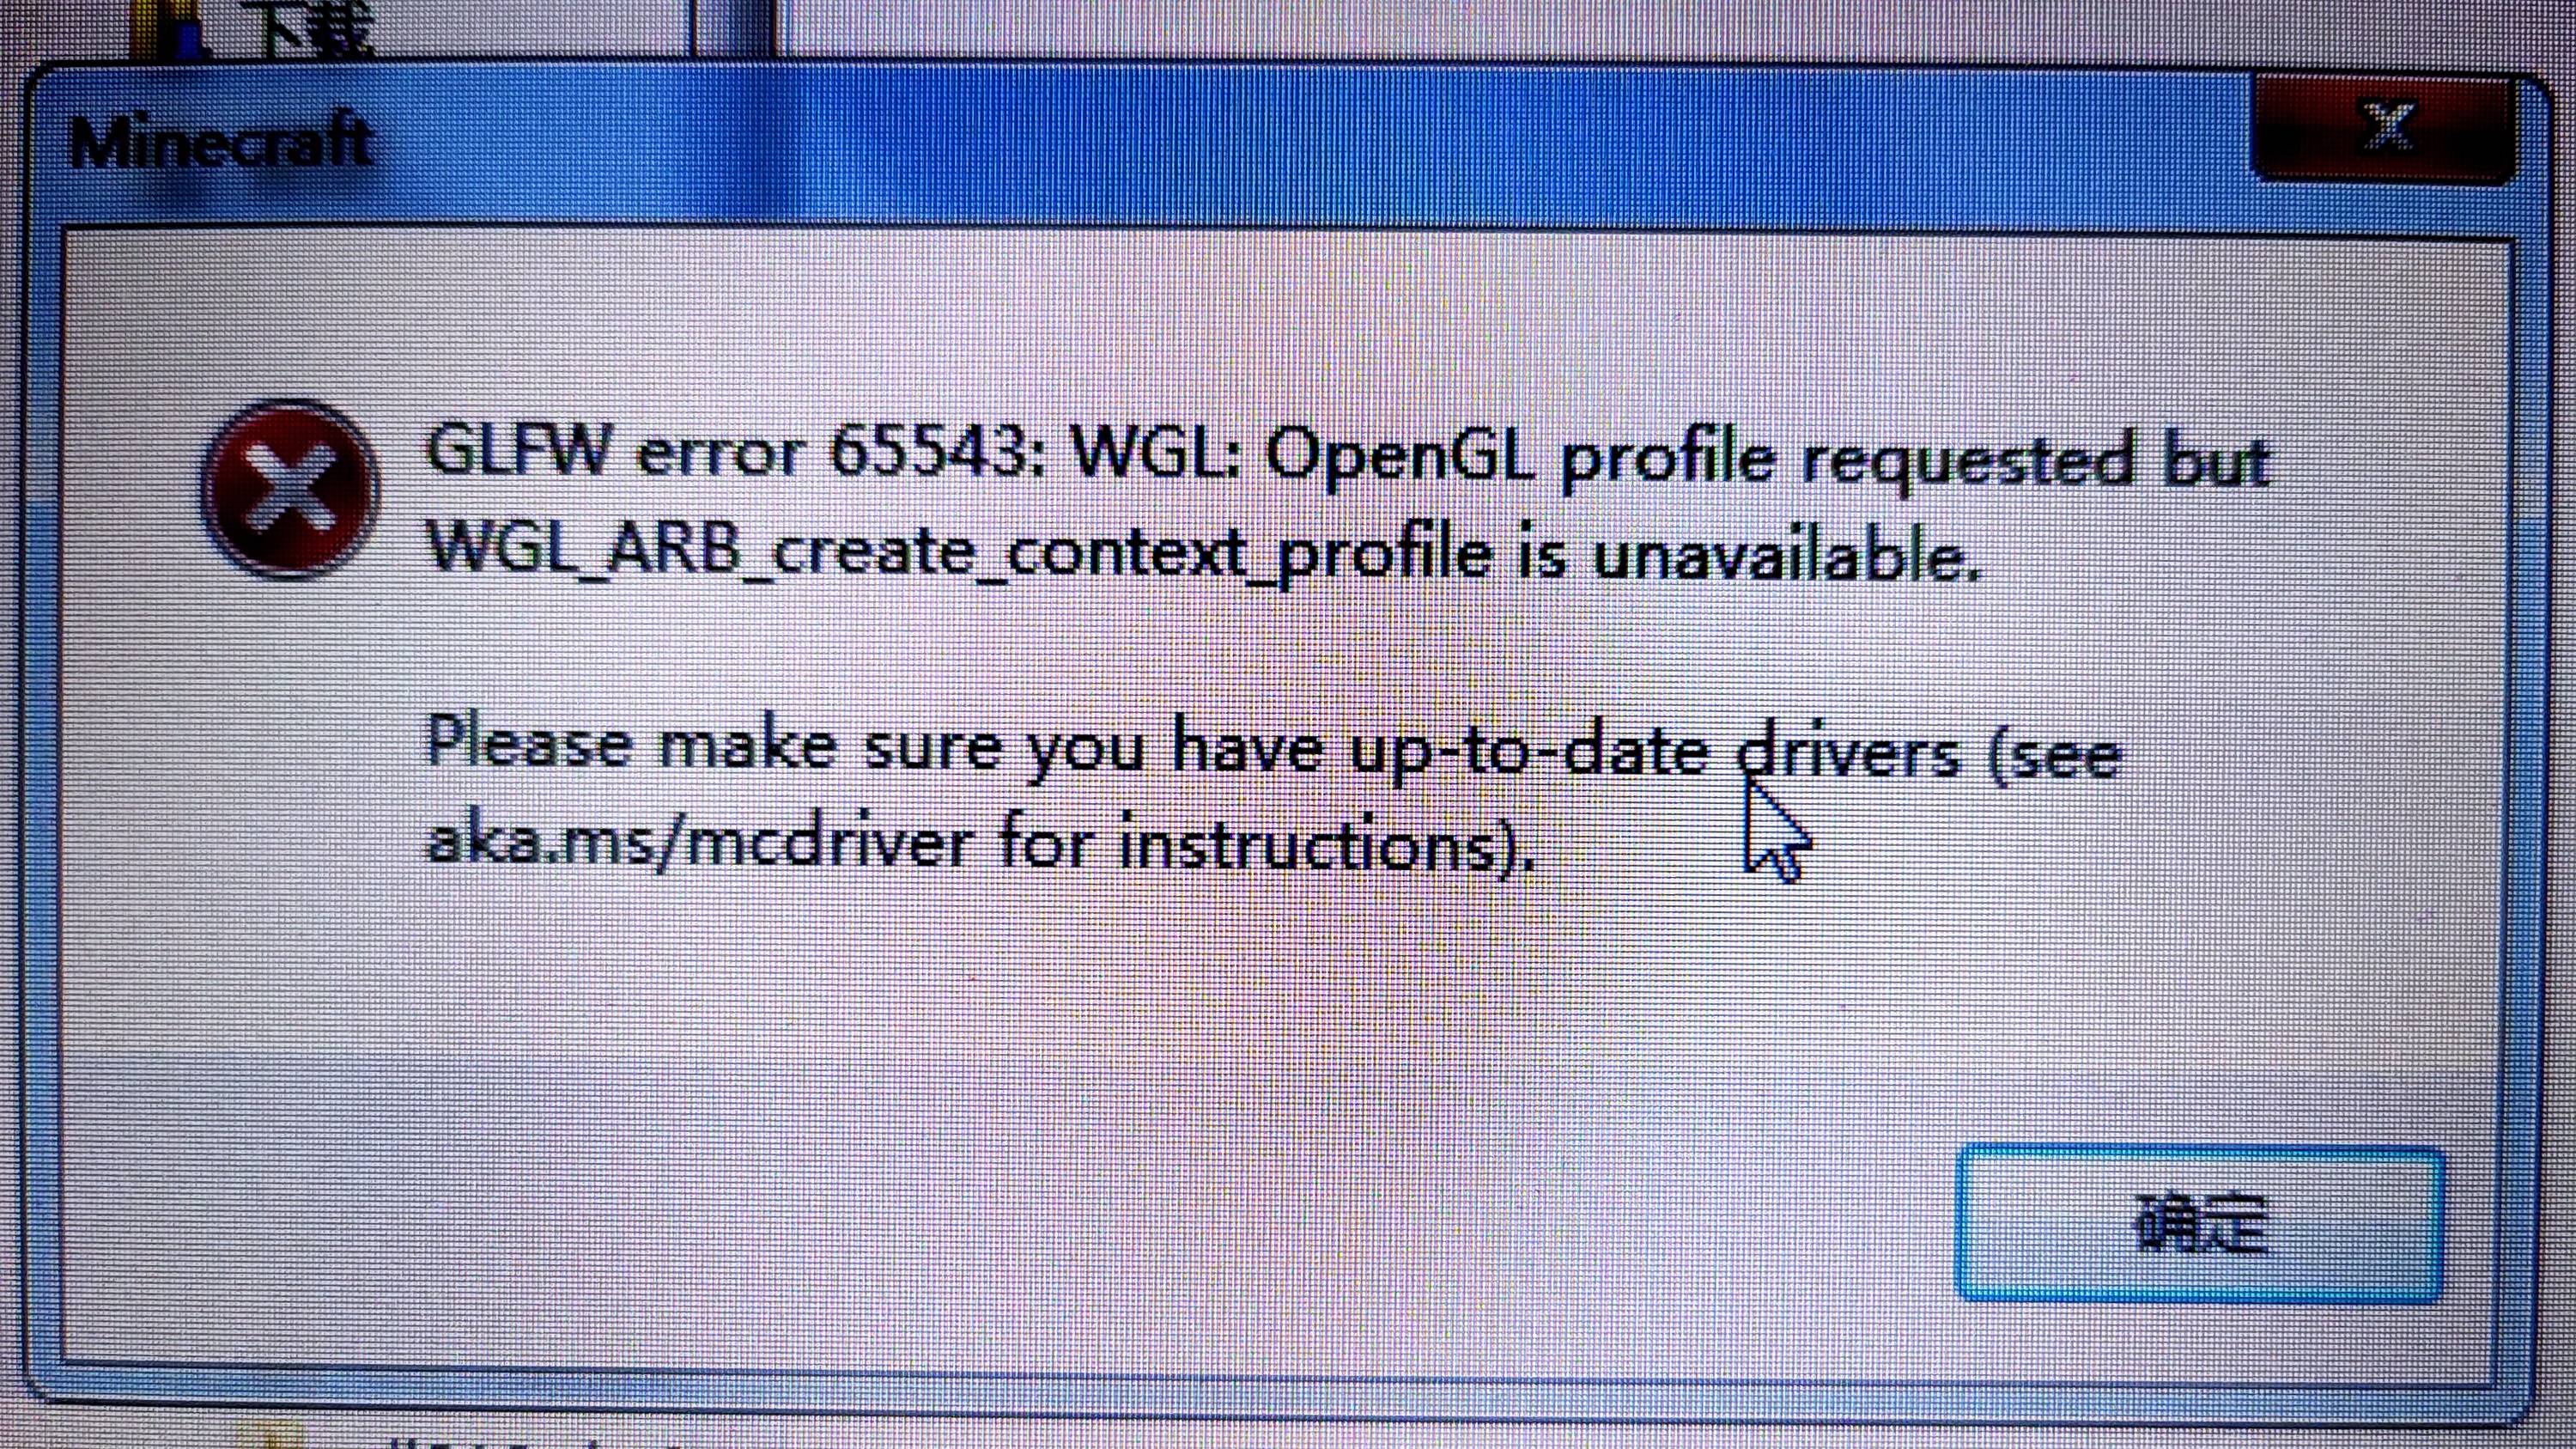 下载
Minecraft
GLFW error 65543: WGL: OpenGL profile requested but
WGL_ARB_create_context_profile is unavailable.
Please make sure you have up-to-date drivers (see
aka.ms/mcdriver for instructions).
确定